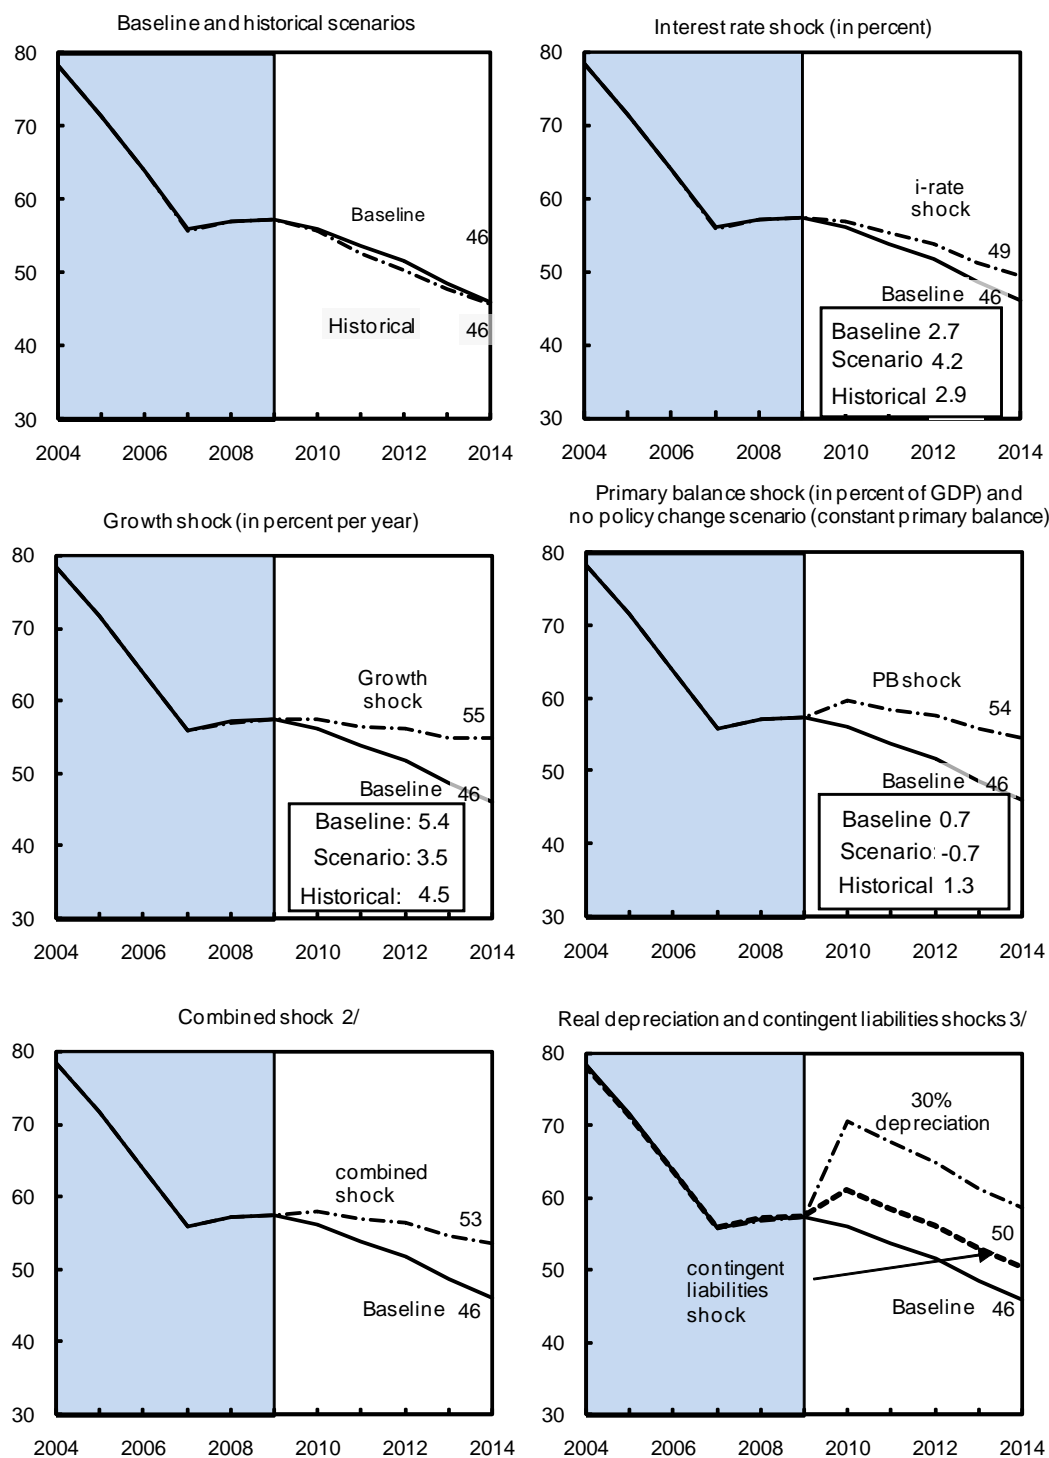 Baseline and historical scenarios
80
70
60
50
40
30
Baseline
46
Historical
46
2004 2006 2008 2010 2012 2014
Interest rate shock (in percent)
80
70
60
50
40
30
i-rate
shock
49
Baseline 46
Baseline 2.7
Scenario 4.2
Historical 2.9
2004 2006 2008 2010 2012 2014
Growth shock (in percent per year)
80
70
60
50
40
30
Growth
shock
55
Baseline 46
Baseline: 5.4
Scenario: 3.5
Historical: 4.5
2004 2006 2008 2010 2012 2014
Primary balance shock (in percent of GDP) and
no policy change scenario (constant primary balance)
80
70
60
50
40
30
PB shock
54
Baseline 46
Baseline 0.7
Scenario: -0.7
Historical 1.3
2004 2006 2008 2010 2012 2014
Combined shock 2/
80
70
60
50
40
30
combined
shock
53
Baseline 46
2004 2006 2008 2010 2012 2014
Real depreciation and contingent liabilities shocks 3/
80
70
60
50
40
30
30%
depreciation
50
contingent
liabilities
shock
Baseline 46
2004 2006 2008 2010 2012 2014